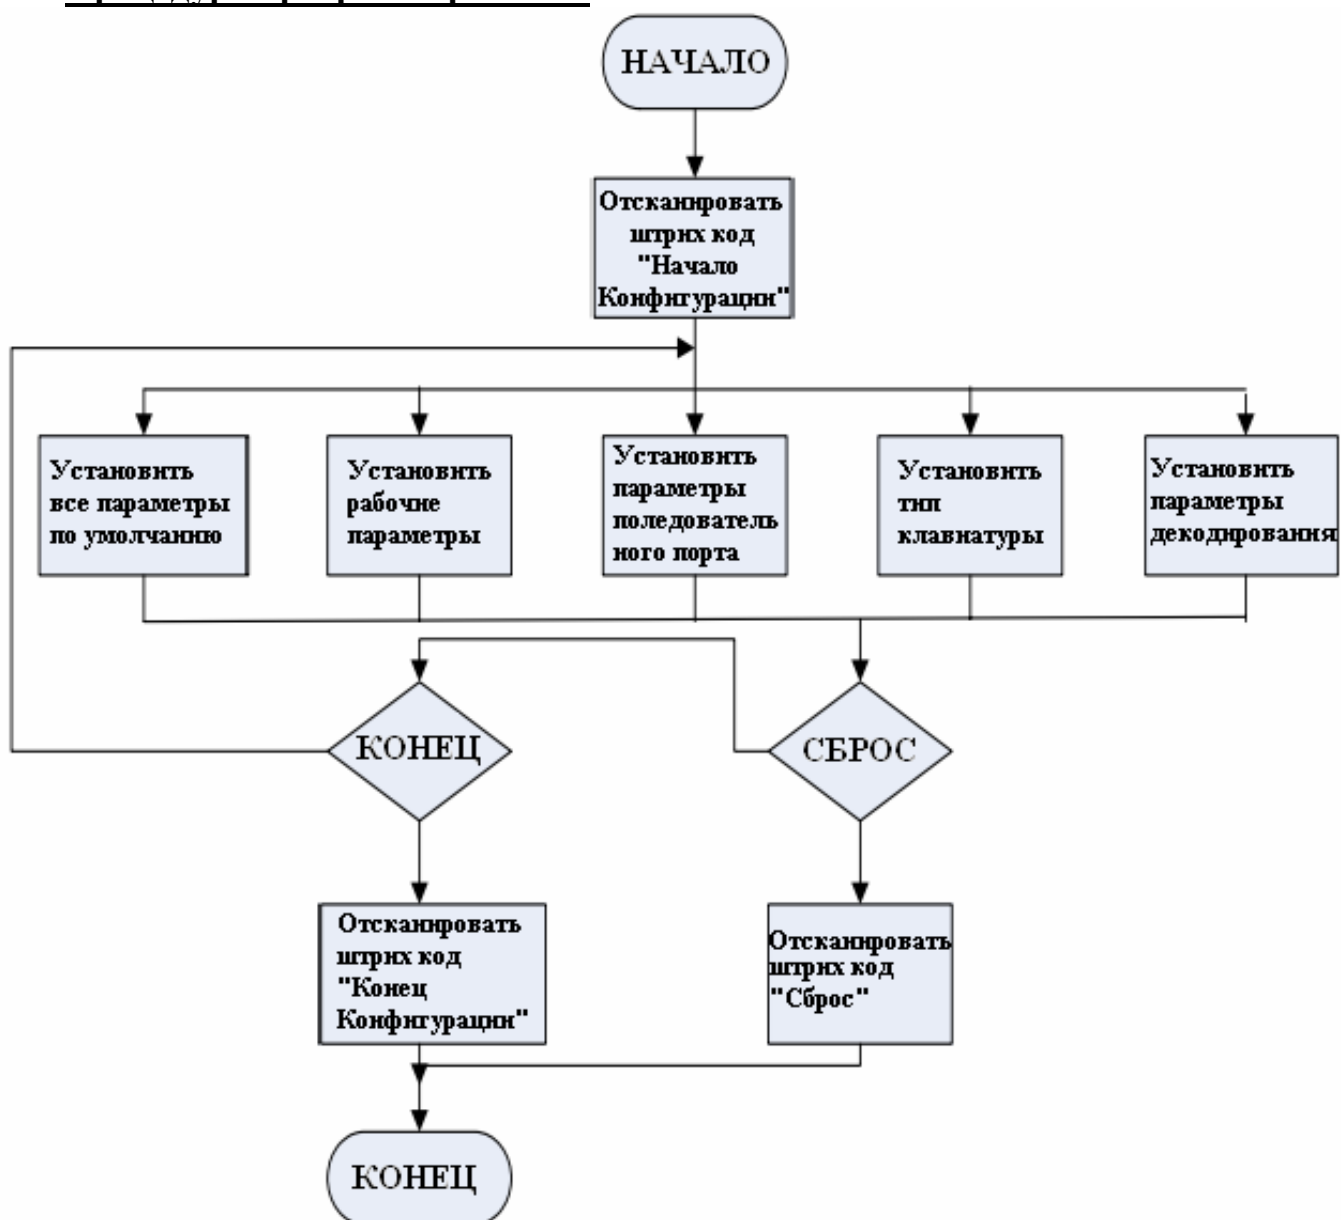 НАЧАЛО
Отсканировать
штрих код
"Начало
Конфигурации"
Установить
все параметры
по умолчанию
Установить
рабочие
параметры
Установить
параметры
поледователь
ного порта
Установить
тип
клавиатуры
Установить
параметры
декодирования
КОНЕЦ
СБРОС
Отсканировать
штрих код
"Конец
Конфигурации"
Отсканировать
штрих код
"Сброс"
КОНЕЦ